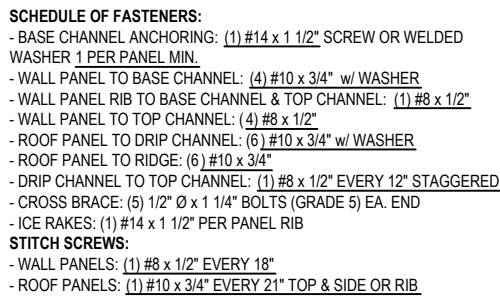 SCHEDULE OF FASTENERS:
- BASE CHANNEL ANCHORING: (1) #14 x 1 1/2" SCREW OR WELDED
WASHER 1 PER PANEL MIN.
- WALL PANEL TO BASE CHANNEL: (4) #10 x 3/4" w/ WASHER
- WALL PANEL RIB TO BASE CHANNEL & TOP CHANNEL: (1) #8 x 1/2"
- WALL PANEL TO TOP CHANNEL: (4) #8 x 1/2"
- ROOF PANEL TO DRIP CHANNEL: (6) #10 x 3/4" w/ WASHER
- ROOF PANEL TO RIDGE: (6) #10 x 3/4"
- DRIP CHANNEL TO TOP CHANNEL: (1) #8 x 1/2" EVERY 12" STAGGERED
- CROSS BRACE: (5) 1/2" Ø x 1 1/4" BOLTS (GRADE 5) EA. END
- ICE RAKES: (1) #14 x 1 1/2" PER PANEL RIB
STITCH SCREWS:
- WALL PANELS: (1) #8 x 1/2" EVERY 18"
- ROOF PANELS: (1) #10 x 3/4" EVERY 21" TOP & SIDE OR RIB